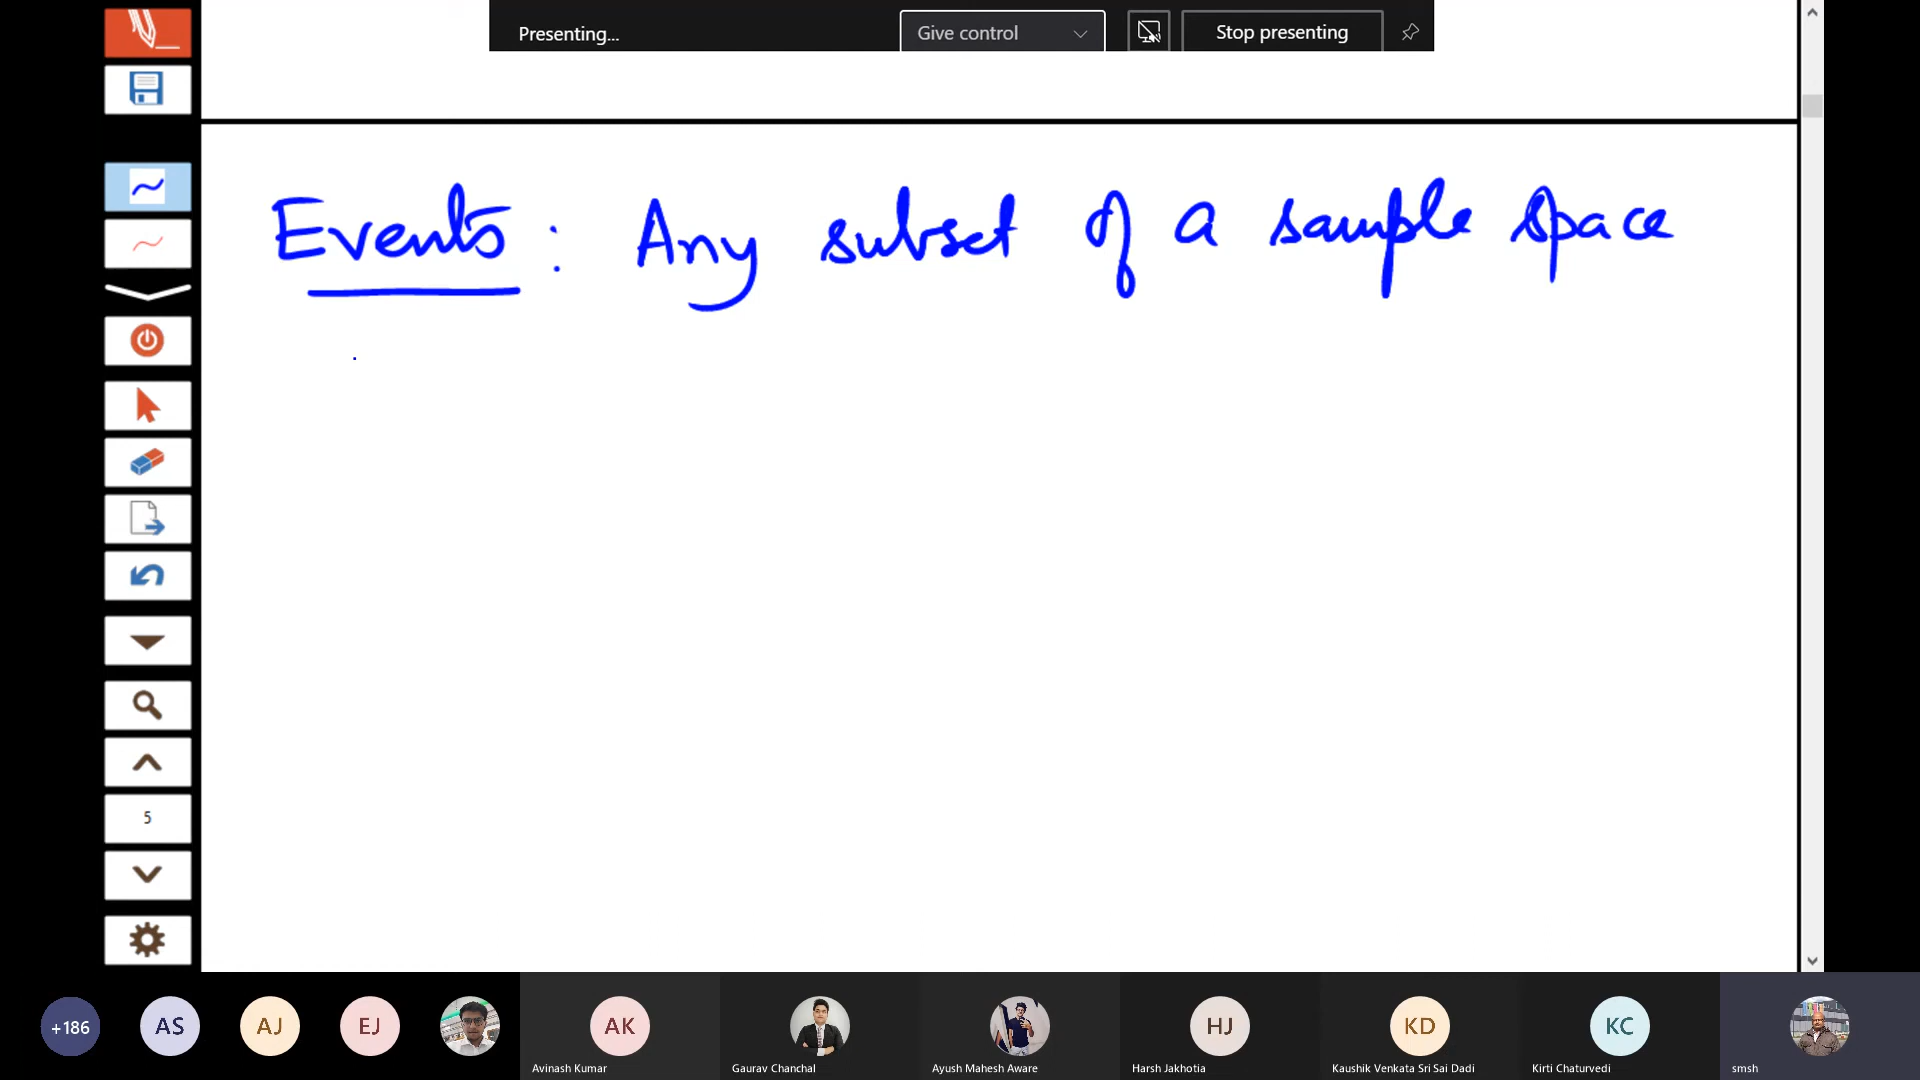 Presenting...
Give control
Stop presenting
Events : Any subset of a sample space
5
+186
AS
AJ
EJ
AK
HJ
KD
KC
Avinash Kumar
Gaurav Chanchal
Ayush Mahesh Aware
Harsh Jakhotia
Kaushik Venkata Sri Sai Dadi
Kirti Chaturvedi
smsh